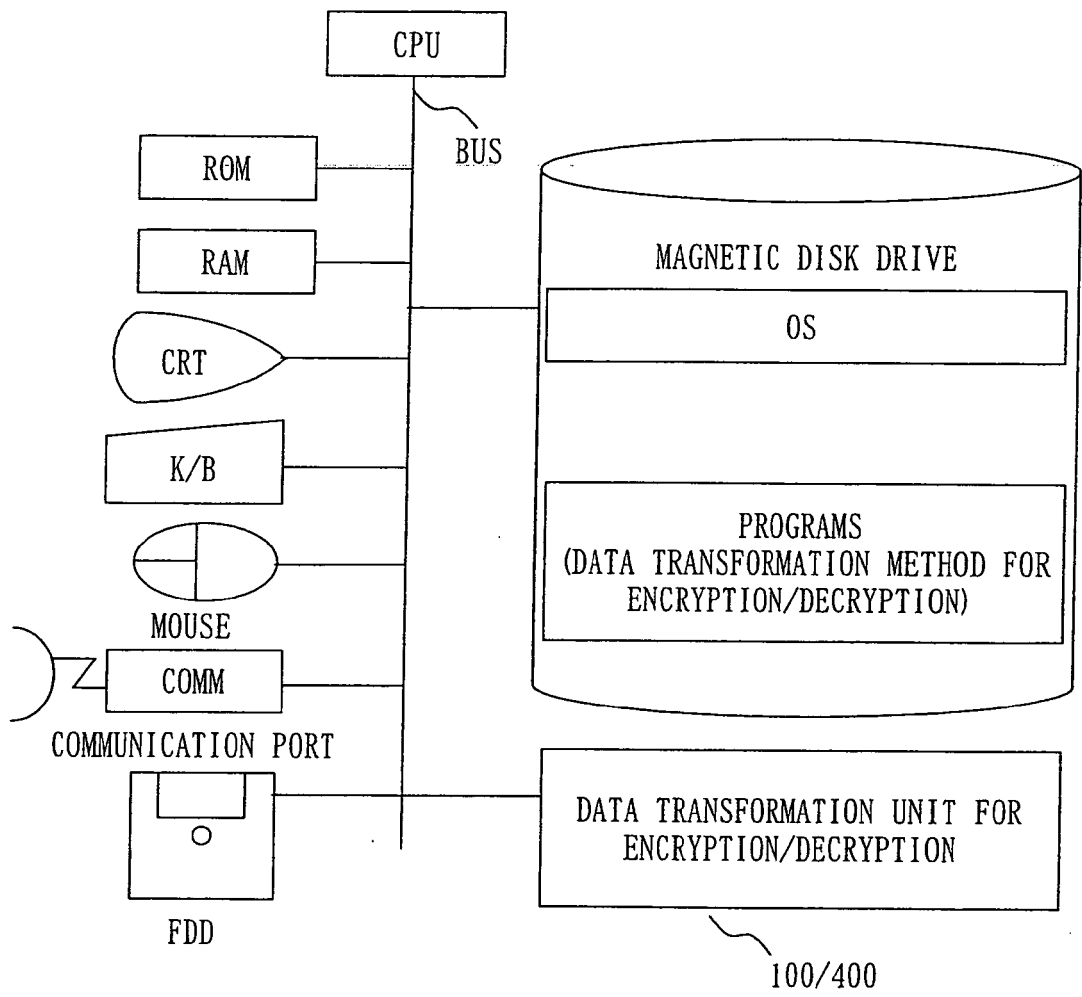 CPU
BUS
ROM
RAM
CRT
K/B
MOUSE
COMM
COMMUNICATION PORT
FDD
MAGNETIC DISK DRIVE
OS
PROGRAMS
(DATA TRANSFORMATION METHOD FOR
ENCRYPTION/DECRYPTION)
DATA TRANSFORMATION UNIT FOR
ENCRYPTION/DECRYPTION
100/400